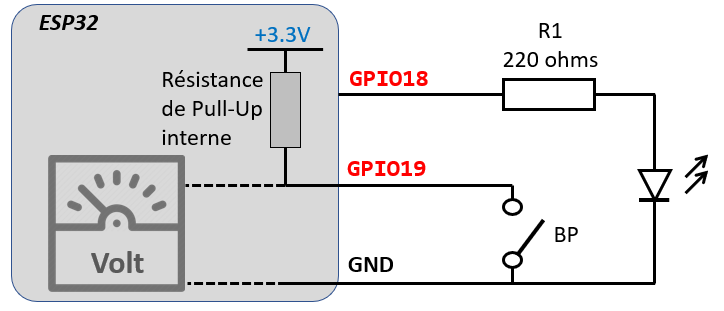 ESP32
+3.3V
R1
220 ohms
Résistance
de Pull-Up
interne
GPIO18
GPIO19
BP
Volt
GND